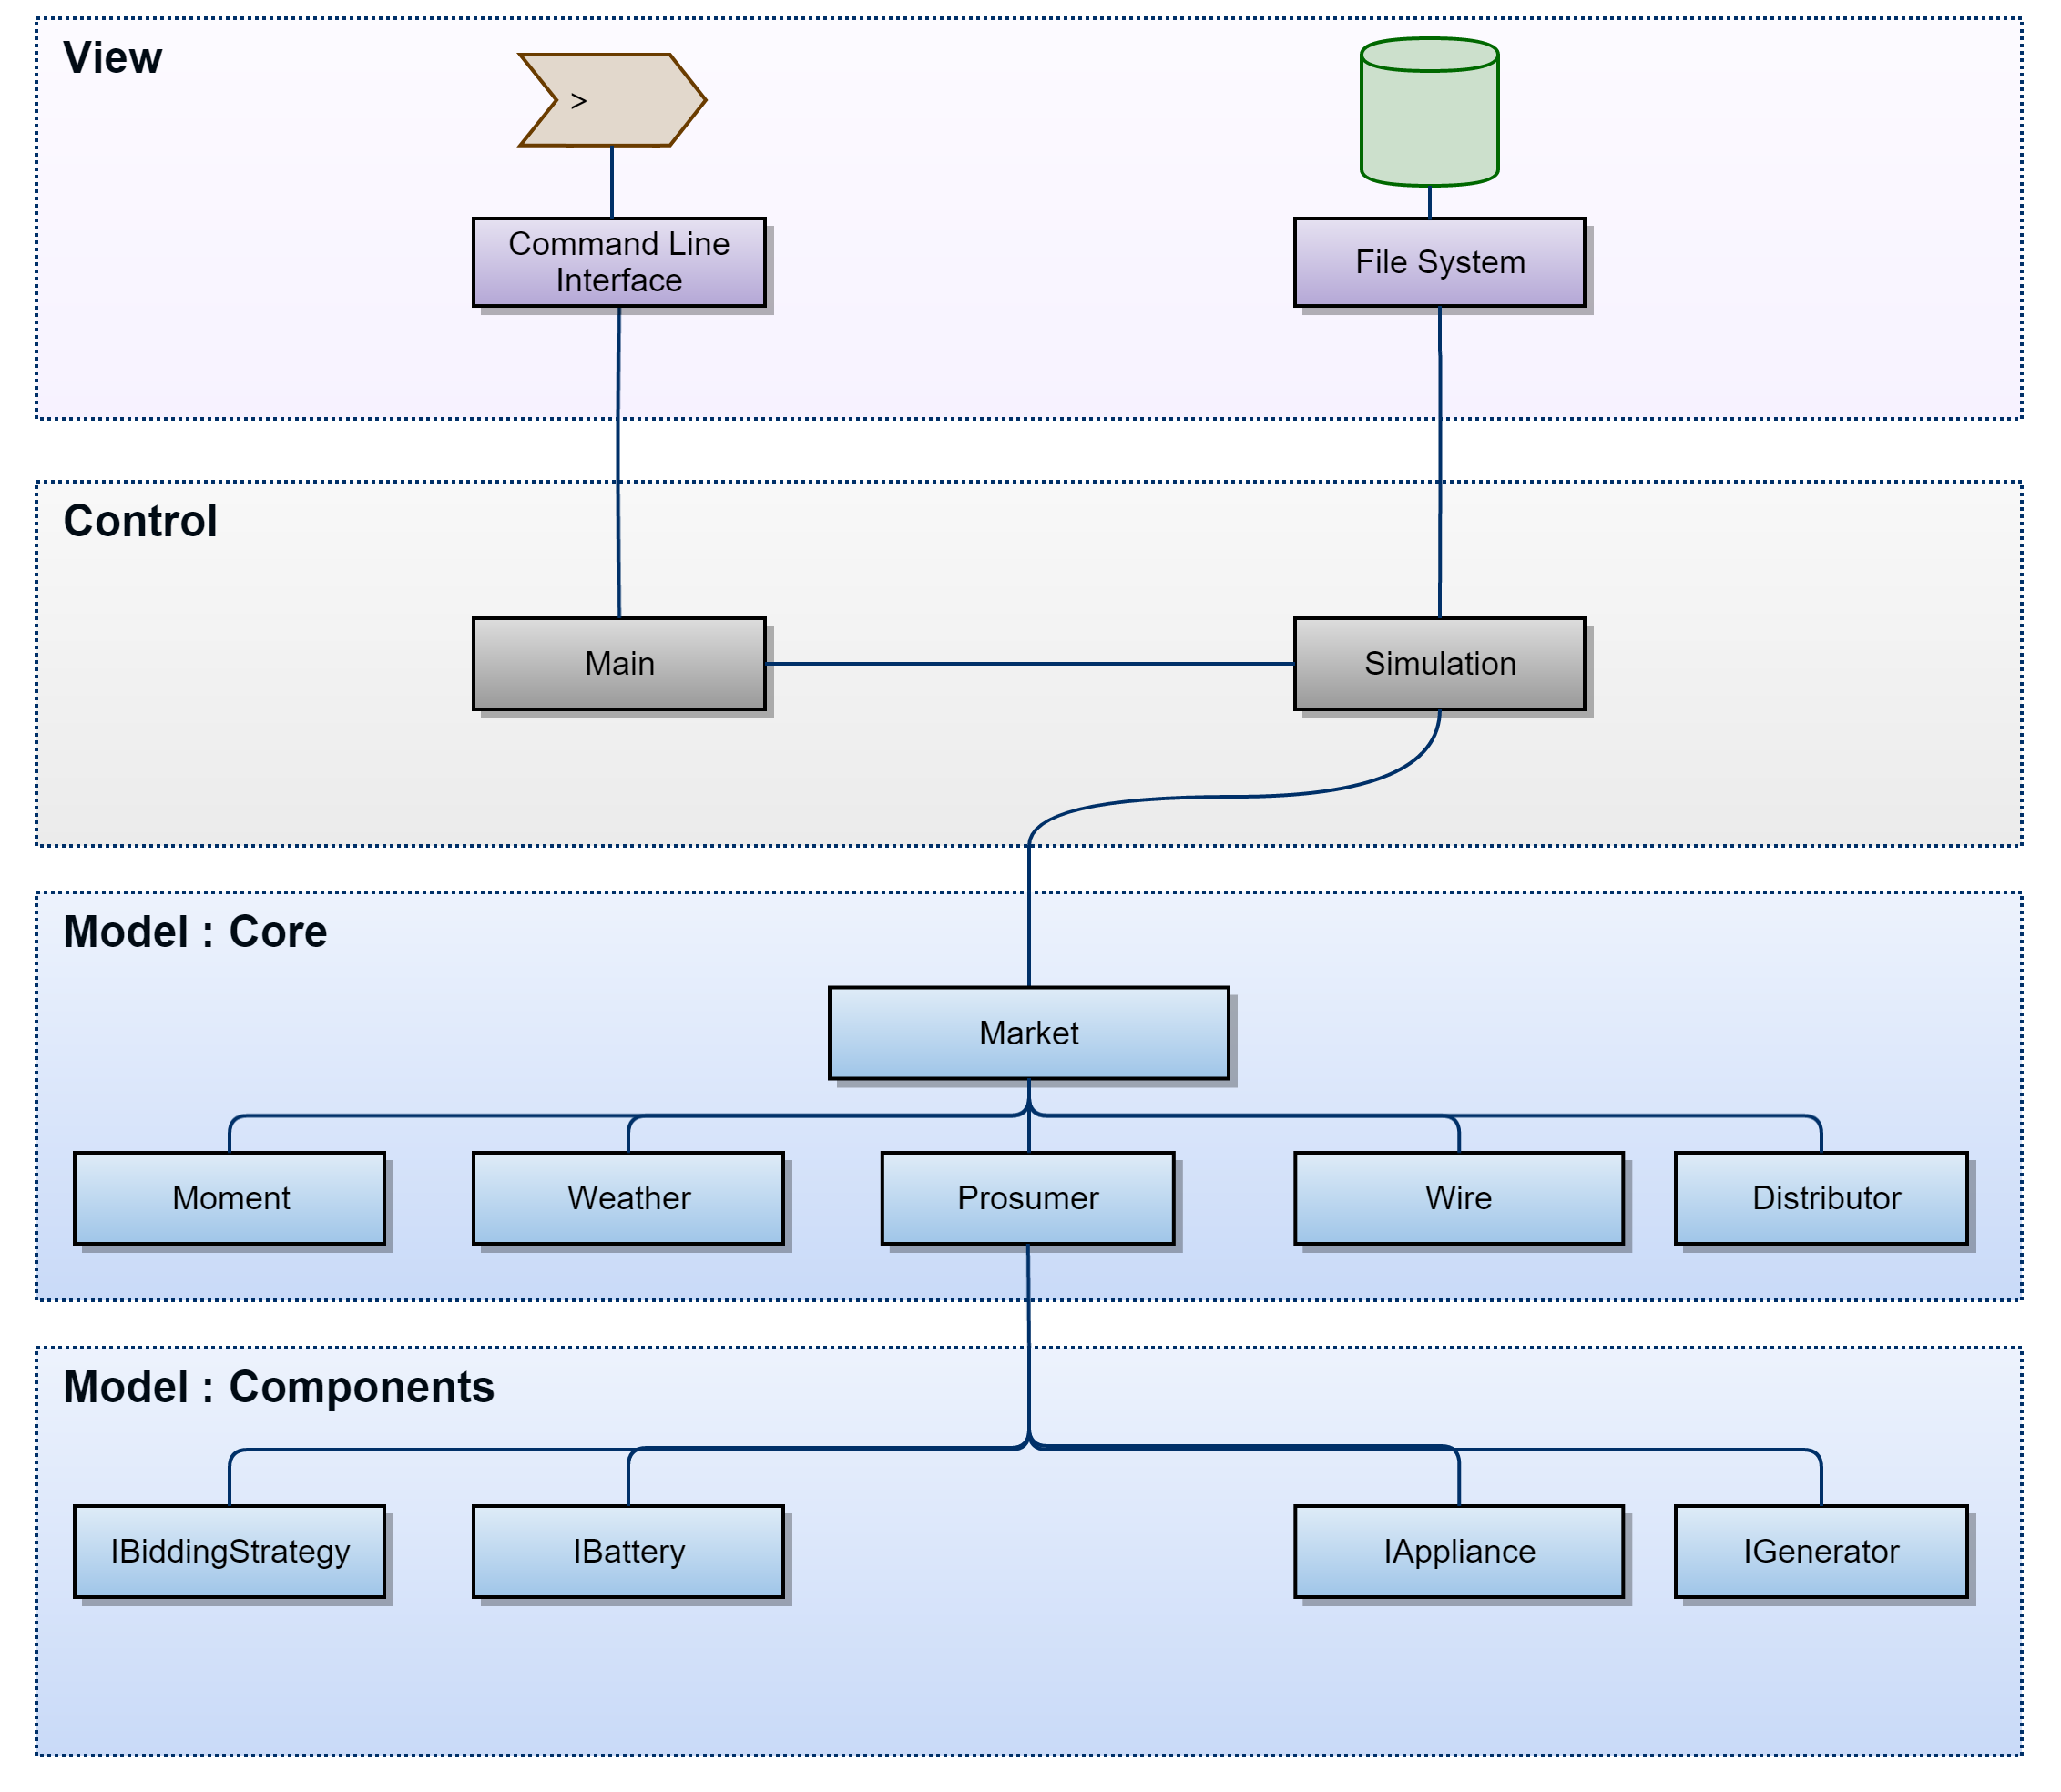 View
>
Command Line
Interface
File System
Control
Main
Simulation
Model : Core
Market
Moment
Weather
Prosumer
Wire
Distributor
Model : Components
IBiddingStrategy
IBattery
IAppliance
IGenerator